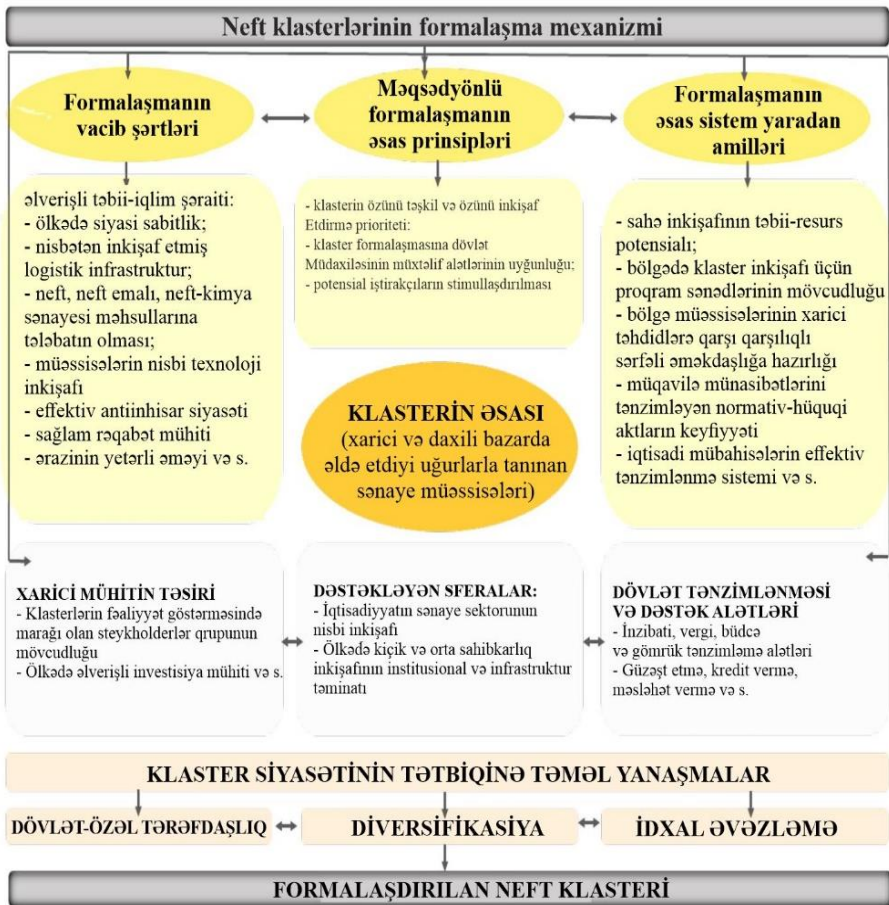 Neft klasterlərinin formalaşma mexanizmi
Formalaşmanın
vacib şərtləri
Məqsədyönlü
formalaşmanın
əsas prinsipləri
Formalaşmanın
əsas sistem yaradan
amilləri
əlverişli təbii-iqlim şəraiti:
- ölkədə siyasi sabitlik;
- nisbətən inkişaf etmiş
logistik infrastruktur;
- neft, neft emalı, neft-kimya
sənayesi məhsullarına
tələbatın olması;
- müəssisələrin nisbi texnoloji
inkişafı
- effektiv antiinhisar siyasəti
- sağlam rəqabət mühiti
- ərazinin yetərli əməyi və s.
- klasterin özünü təşkil və özünü inkişaf
Etdirmə prioriteti:
- klaster formalaşmasına dövlət
Müdaxiləsinin müxtəlif alətlərinin uyğunluğu;
- potensial iştirakçıların stimullaşdırılması
KLASTERİN ƏSASI
(xarici və daxili bazarda
əldə etdiyi uğurlarla tanınan
sənaye müəssisələri)
- sahə inkişafının təbii-resurs
potensialı;
- bölgədə klaster inkişafı üçün
proqram sənədlərinin mövcudluğu
- bölgə müəssisələrinin xarici
təhdidlərə qarşı qarşılıqlı
sərfəli əməkdaşlığa hazırlığı
- müqavilə münasibətlərini
tənzimləyən normativ-hüquqi
aktların keyfiyyəti
- iqtisadi mübahisələrin effektiv
tənzimlənmə sistemi və s.
XARİCİ MÜHİTİN TƏSİRİ
- Klasterlərin fəaliyyət göstərməsində
marağı olan steykholderlər qrupunun
mövcudluğu
- Ölkədə əlverişli investisiya mühiti və s.
DƏSTƏKLƏYƏN SFERALAR:
- İqtisadiyyatın sənaye sektorunun
nisbi inkişafı
- Ölkədə kiçik və orta sahibkarlıq
inkişafının institusional və infrastruktur
təminatı
DÖVLƏT TƏNZİMLƏNMƏSİ
VƏ DƏSTƏK ALƏTLƏRİ
- İnzibati, vergi, büdcə
və gömrük tənzimləmə alətləri
- Güzəşt etmə, kredit vermə,
məsləhət vermə və s.
KLASTER SİYASƏTİNİN TƏTBİQİNƏ TƏMƏL YANAŞMALAR
DÖVLƏT-ÖZƏL TƏRƏFDAŞLIQ
DİVERSİFİKASİYA
İDXAL ƏVƏZLƏMƏ
FORMALAŞDIRILAN NEFT KLASTERİ